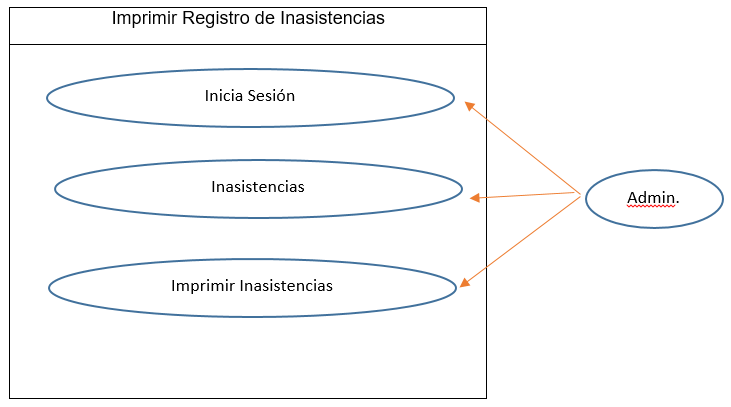 Imprimir Registro de Inasistencias
Inicia Sesión
Inasistencias
Admin.
Imprimir Inasistencias